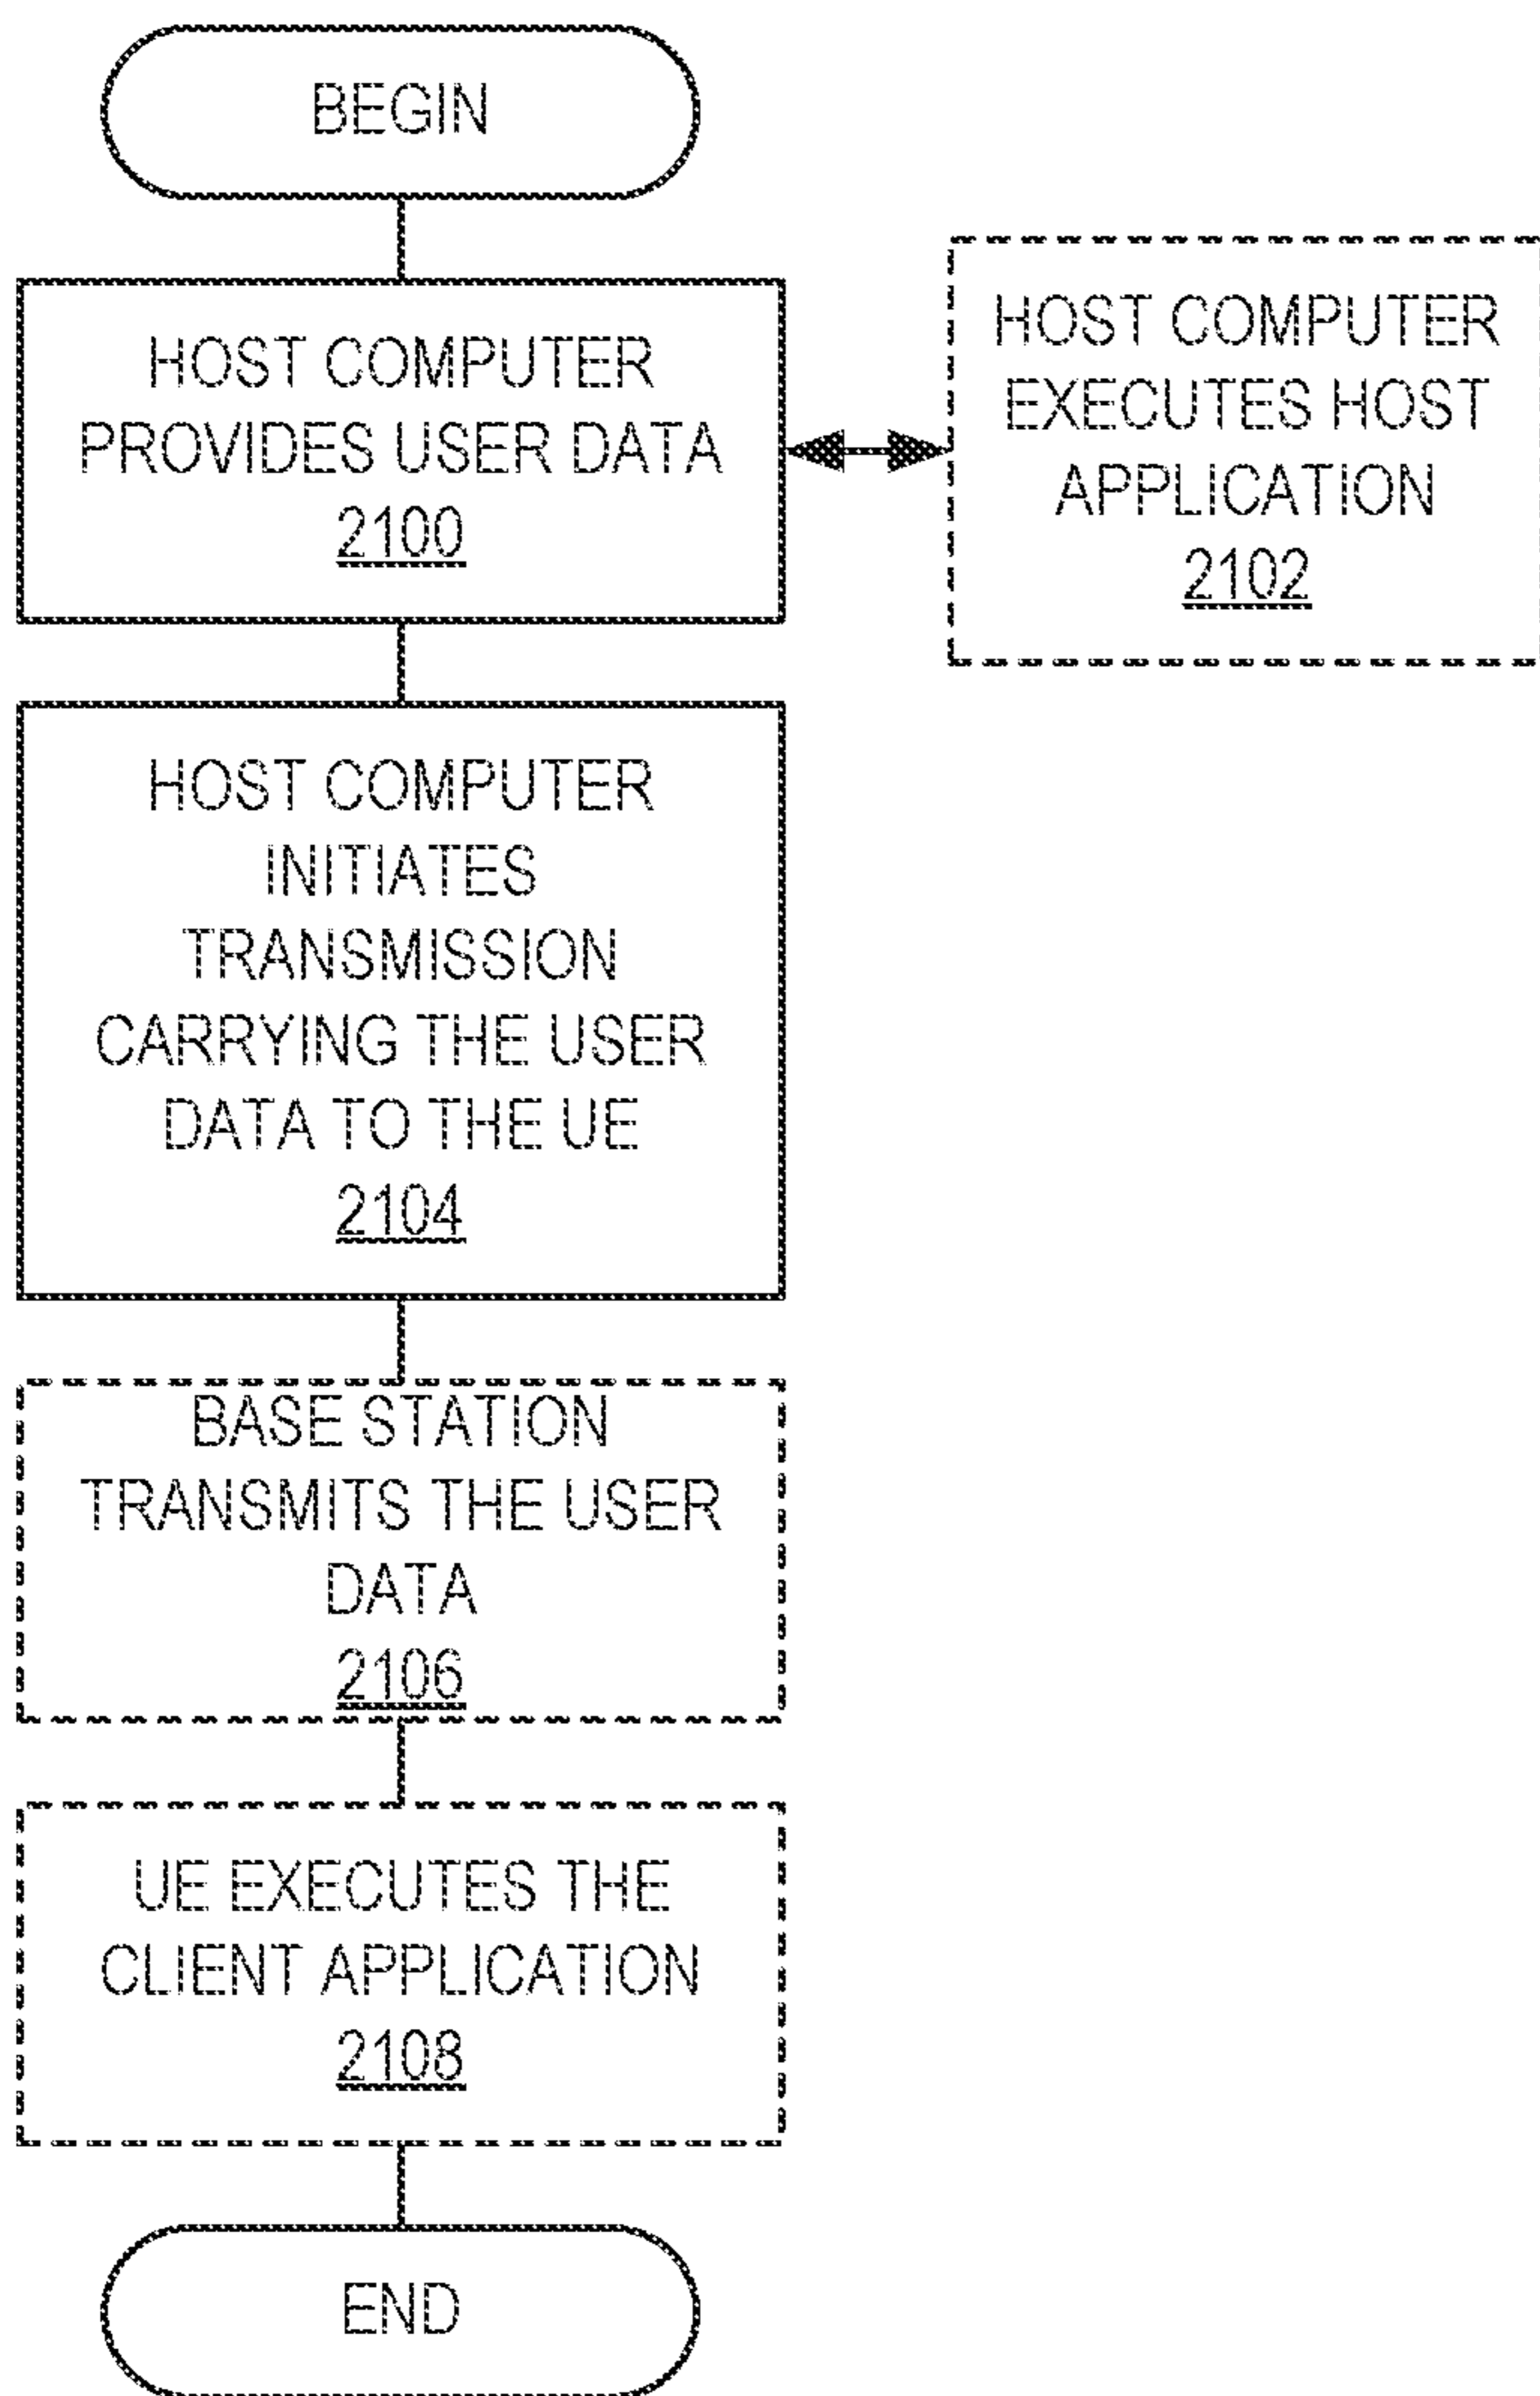 BEGIN
HOST COMPUTER
PROVIDES USER DATA
2100
HOST COMPUTER
EXECUTES HOST
APPLICATION
2102
HOST COMPUTER
INITIATES
TRANSMISSION
CARRYING THE USER
DATA TO THE UE
2104
BASE STATION
TRANSMITS THE USER
DATA
2106
UE EXECUTES THE
CLIENT APPLICATION
2108
END